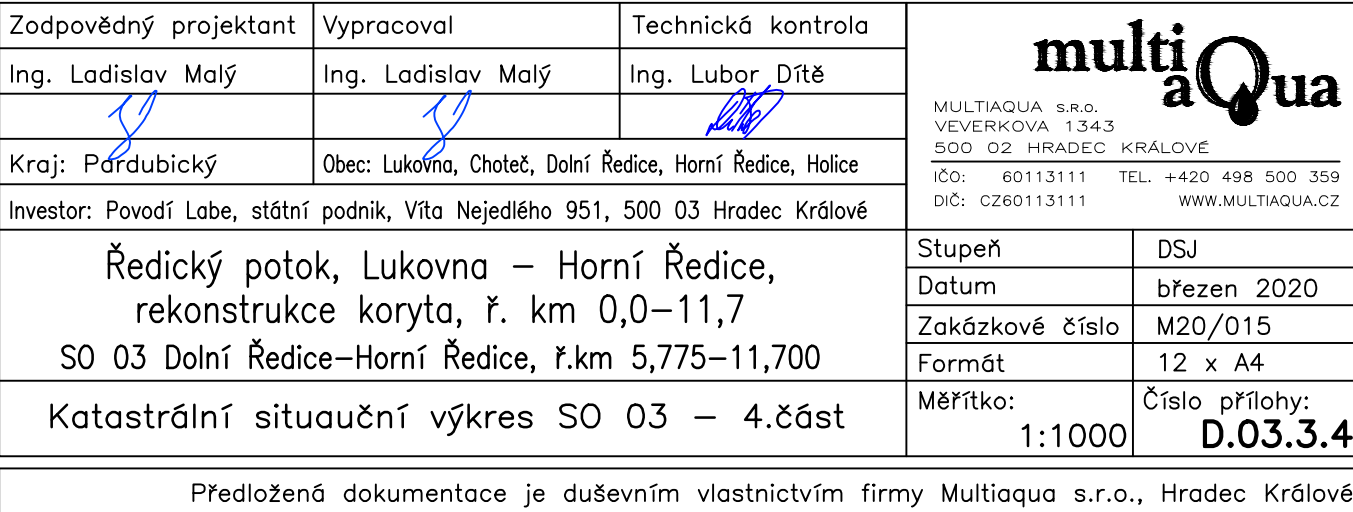 Zodpovědný projektant Vypracoval Technická kontrola
Ing. Ladislav Malý Ing. Ladislav Malý Ing. Lubor Dítě
Kraj: Pardubický Obec: Lukovna, Choteč, Dolní Ředice, Horní Ředice, Holice
Investor: Povodí Labe, státní podnik, Víta Nejedlého 951, 500 03 Hradec Králové
multi
aQua
MULTIAQUA S.R.O.
VEVERKOVA 1343
500 02 HRADEC KRÁLOVÉ
IČO: 60113111 TEL. +420 498 500 359
DIČ: CZ60113111 WWW.MULTIAQUA.CZ
Ředický potok, Lukovna – Horní Ředice,
rekonstrukce koryta, ř. km 0,0–11,7
SO 03 Dolní Ředice–Horní Ředice, ř.km 5,775–11,700
Katastrální situauční výkres SO 03 – 4.část
Stupeň DSJ
Datum březen 2020
Zakázkové číslo M20/015
Formát 12 x A4
Měřítko: Číslo přílohy:
1:1000 D.03.3.4
Předložená dokumentace je duševním vlastnictvím firmy Multiaqua s.r.o., Hradec Králové